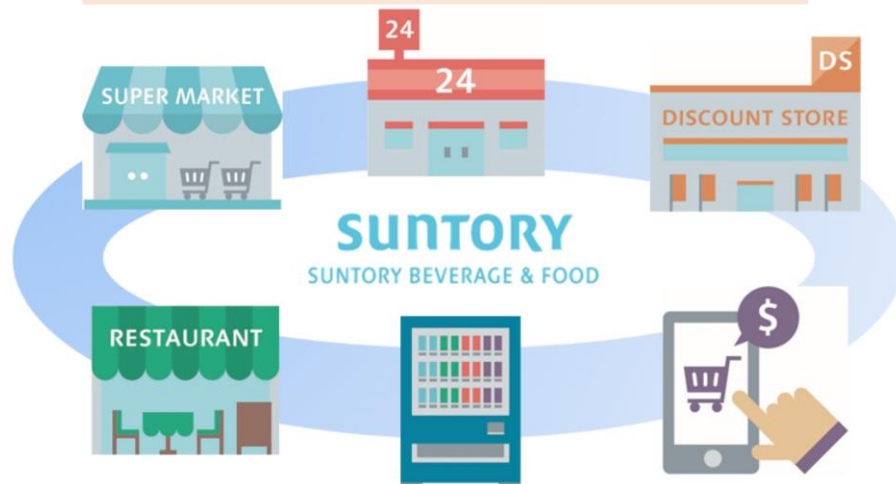 24
24
SUPER MARKET
DS
DISCOUNT STORE
SUNTORY
SUNTORY BEVERAGE & FOOD
RESTAURANT
$